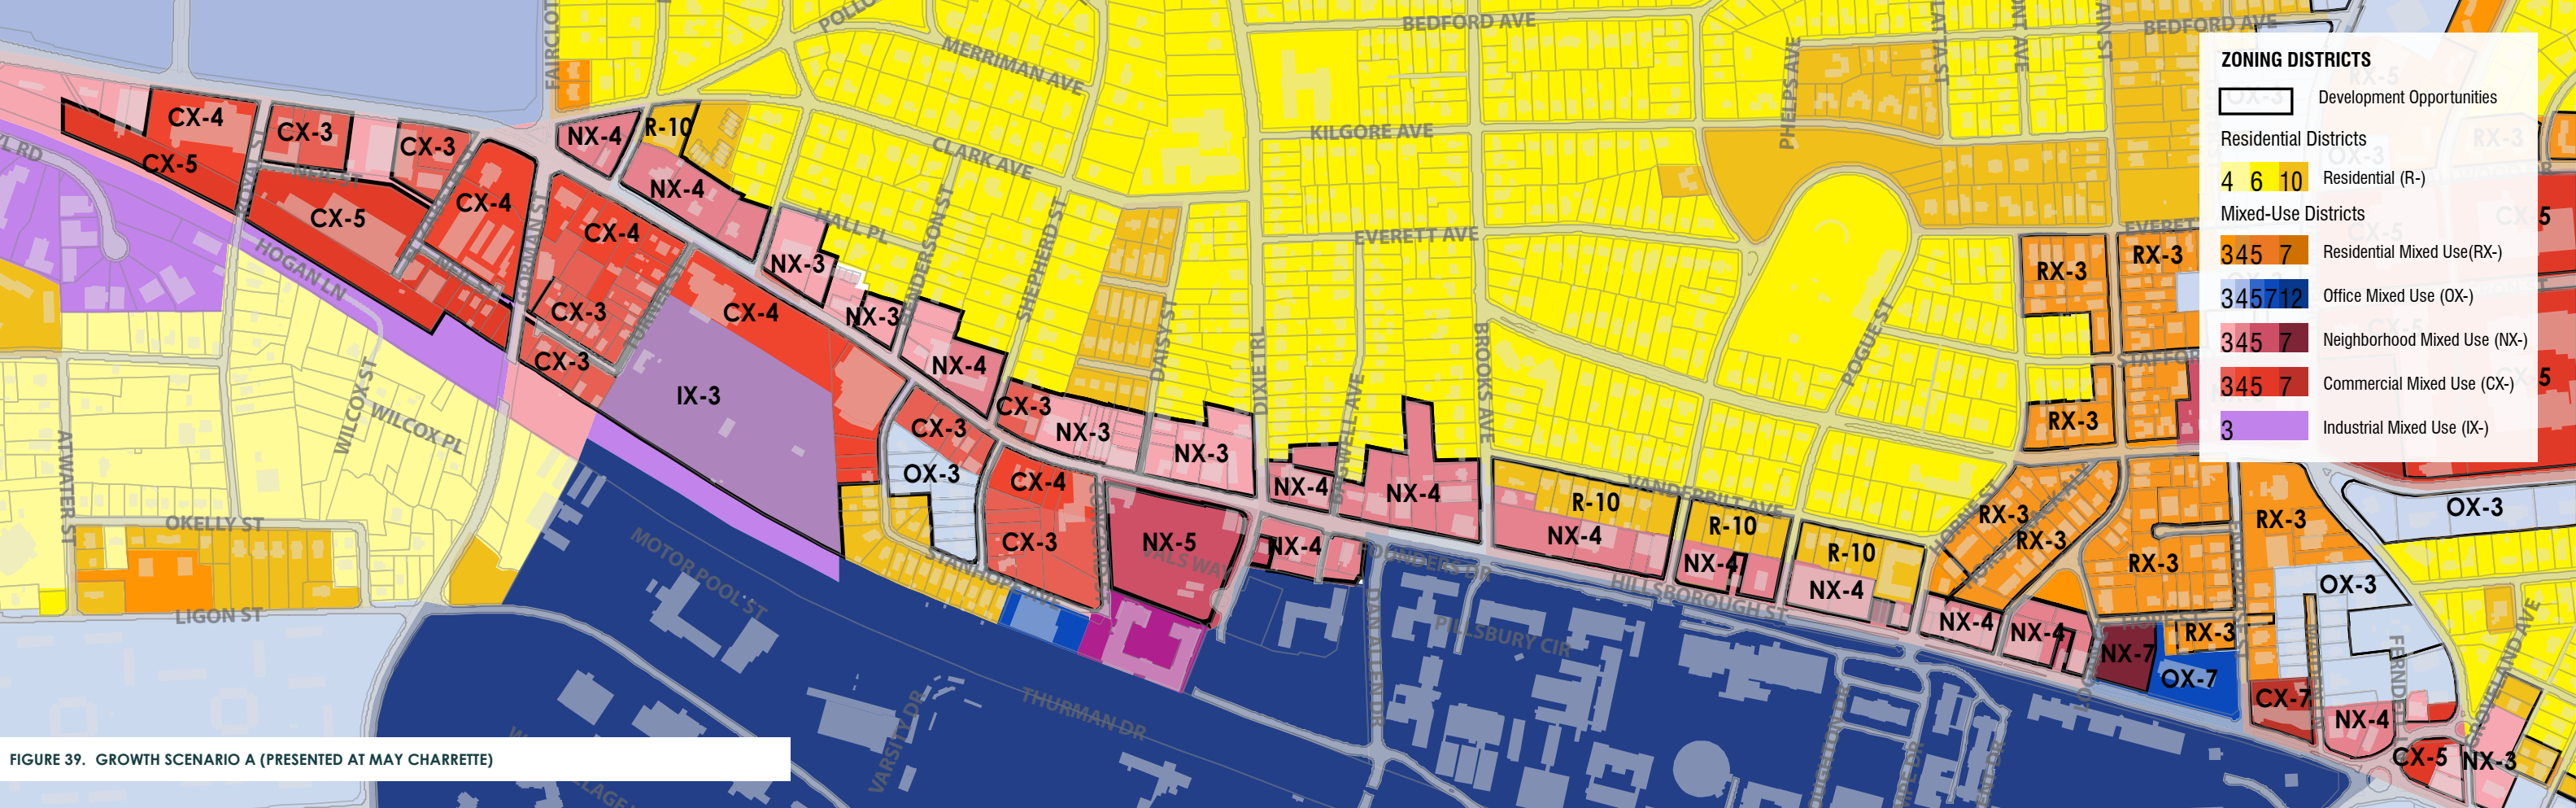 BEDFORD AVE
BEDFORD AVE
MERRIMAN AVE
PHELPS AVE
KILGORE AVE
CLARK AVE
HALL PL
EVERETT AVE
HOGAN LN
SHEPHERD ST
DAISY ST
DIXIE TRL
BROOKS AVE
POGUE ST
WILCOX ST
WILCOX PL
ATWATER ST
OKELLY ST
LIGON ST
GORMAN ST
VANDERBILT AVE
HILLSBOROUGH ST
MOTOR POOL ST
VARSITY DR
THURMAN DR
PILLSBURY CIR
DAN ALLEN DR
CX-4
CX-5
CX-3
CX-3
CX-5
CX-4
NX-4
R-10
NX-4
CX-4
CX-3
CX-3
CX-4
IX-3
NX-3
NX-3
NX-4
CX-3
NX-3
NX-3
CX-3
OX-3
CX-4
CX-3
NX-5
NX-4
NX-4
NX-4
R-10
NX-4
R-10
NX-4
R-10
NX-4
RX-3
RX-3
RX-3
RX-3
RX-3
RX-3
RX-3
OX-3
OX-3
NX-4
NX-4
NX-7
RX-3
OX-7
CX-7
NX-4
CX-5
NX-3
ZONING DISTRICTS
Development Opportunities
Residential Districts
4 6 10 Residential (R-)
Mixed-Use Districts
345 7 Residential Mixed Use(RX-)
345712 Office Mixed Use (OX-)
345 7 Neighborhood Mixed Use (NX-)
345 7 Commercial Mixed Use (CX-)
3 Industrial Mixed Use (IX-)
FIGURE 39. GROWTH SCENARIO A (PRESENTED AT MAY CHARRETTE)